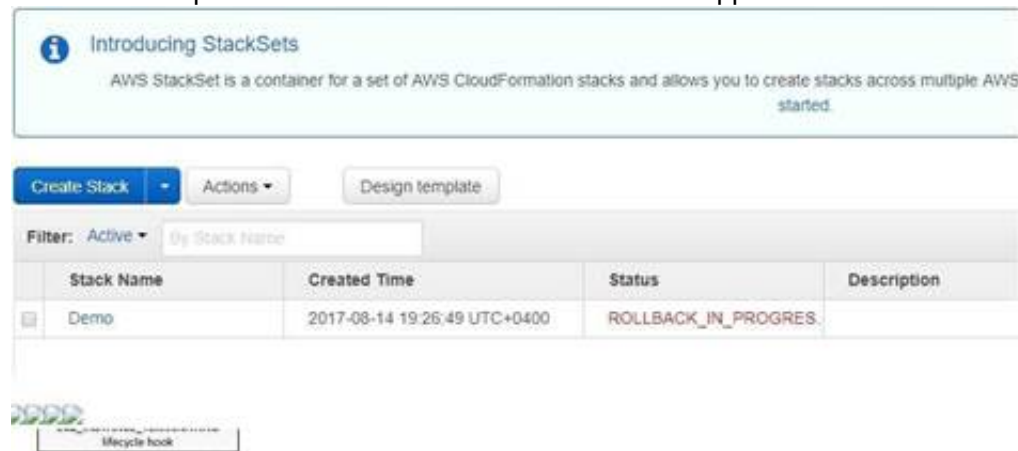 Introducing StackSets
AWS StackSet is a container for a set of AWS CloudFormation stacks and allows you to create stacks across multiple AWS
started.
Create Stack Actions Design template
Filter: Active By Stack Name
Stack Name Created Time Status Description
Demo 2017-08-14 19:26:49 UTC+0400 ROLLBACK_IN_PROGRES.
lifecycle hook